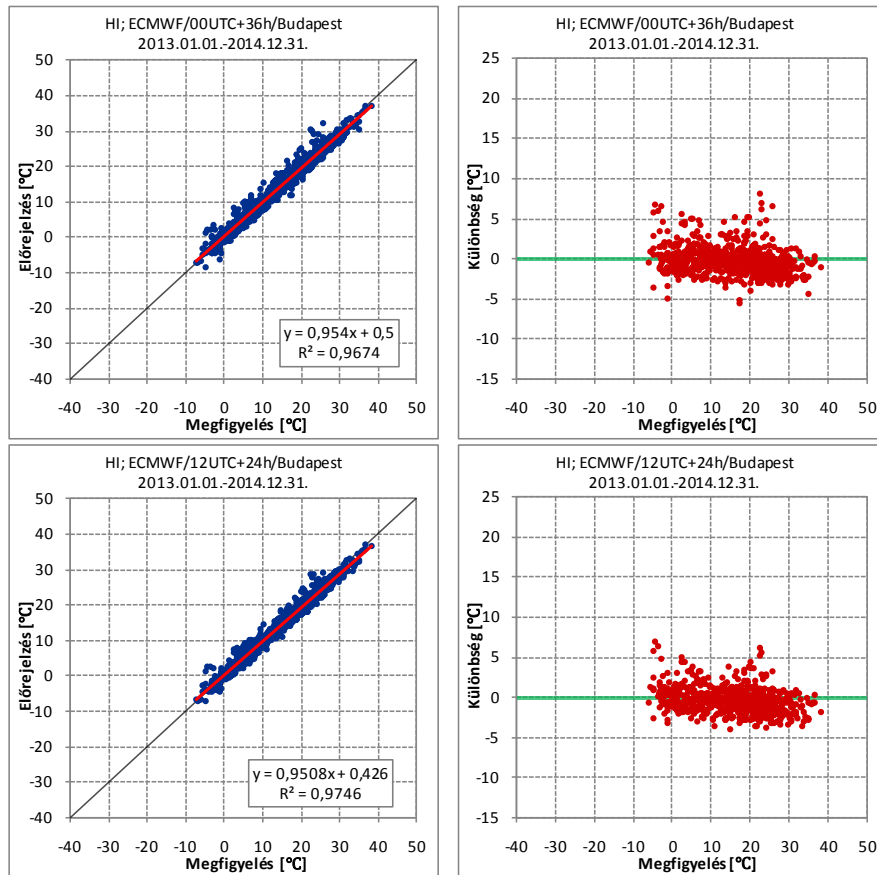 HI; ECMWF/00UTC+36h/Budapest
2013.01.01.-2014.12.31.
50
40
30
20
10
0
-10
-20
-30
-40
Előrejelzés [°C]
y = 0,954x + 0,5
R² = 0,9674
-40 -30 -20 -10 0 10 20 30 40 50
Megfigyelés [°C]
HI; ECMWF/00UTC+36h/Budapest
2013.01.01.-2014.12.31.
25
20
15
10
5
0
-5
-10
-15
Különbség [°C]
-40 -30 -20 -10 0 10 20 30 40 50
Megfigyelés [°C]
HI; ECMWF/12UTC+24h/Budapest
2013.01.01.-2014.12.31.
50
40
30
20
10
0
-10
-20
-30
-40
Előrejelzés [°C]
y = 0,9508x + 0,426
R² = 0,9746
-40 -30 -20 -10 0 10 20 30 40 50
Megfigyelés [°C]
HI; ECMWF/12UTC+24h/Budapest
2013.01.01.-2014.12.31.
25
20
15
10
5
0
-5
-10
-15
Különbség [°C]
-40 -30 -20 -10 0 10 20 30 40 50
Megfigyelés [°C]